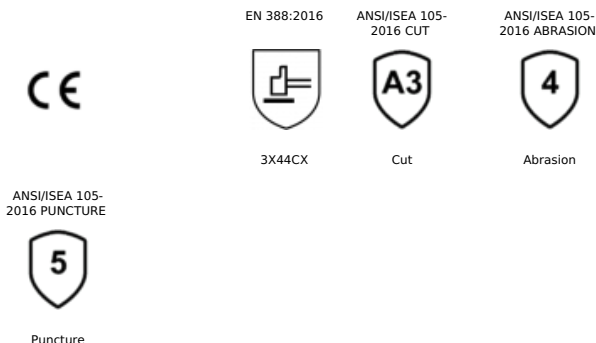 EN 388:2016
ANSI/ISEA 105-
2016 CUT
ANSI/ISEA 105-
2016 ABRASION
CE
A3
4
3X44CX
Cut
Abrasion
ANSI/ISEA 105-
2016 PUNCTURE
5
Puncture